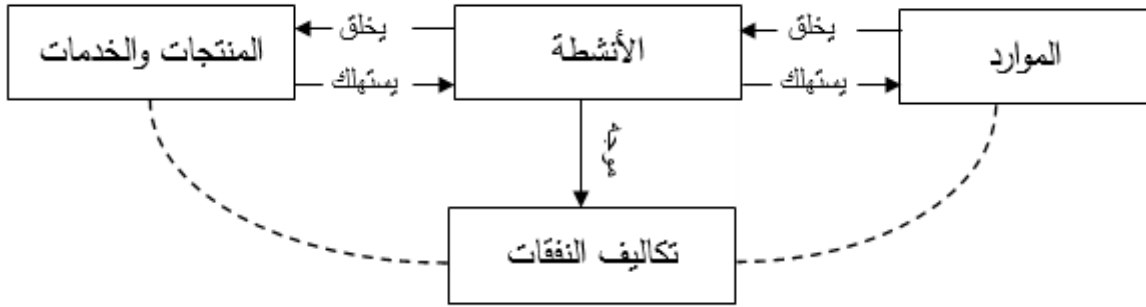 الموارد
يخلق
يستهلك
الأنشطة
يخلق
يستهلك
المنتجات والخدمات
تكاليف النفقات